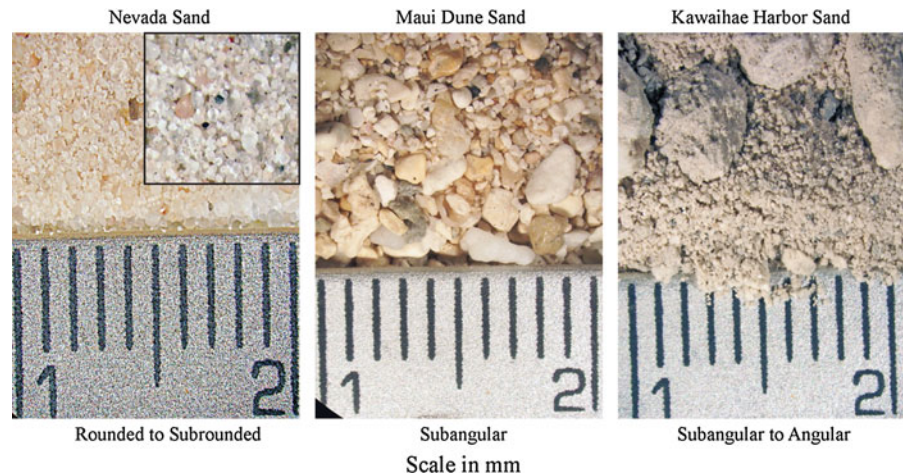 Nevada Sand
Maui Dune Sand
Kawaihae Harbor Sand
1 2
1 2
1 2
Rounded to Subrounded
Subangular
Subangular to Angular
Scale in mm